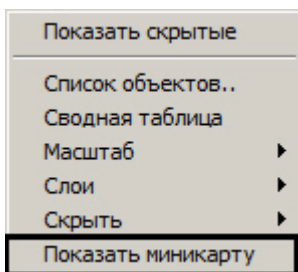 Показать скрытые
Список объектов..
Сводная таблица
Масштаб
Слои
Скрыть
Показать миникарту